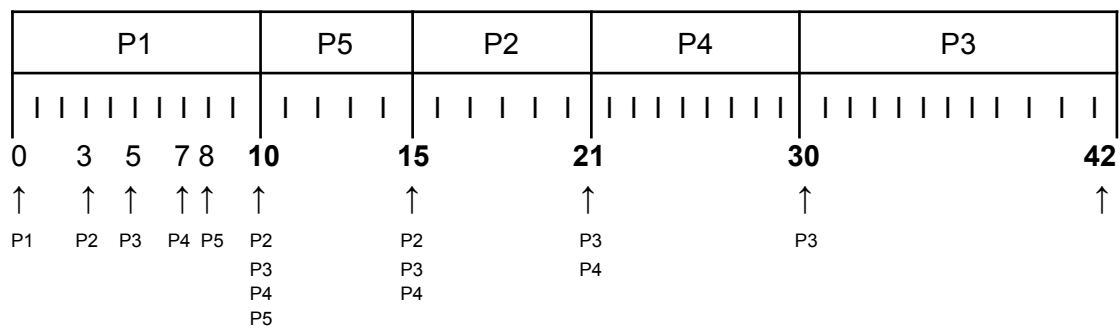 P1 P5 P2 P4 P3
0 3 5 7 8 10 15 21 30 42
↑ ↑ ↑ ↑ ↑ ↑ ↑ ↑ ↑ ↑
P1 P2 P3 P4 P5 P2 P2 P3 P3
P3 P3 P4
P4 P4
P5